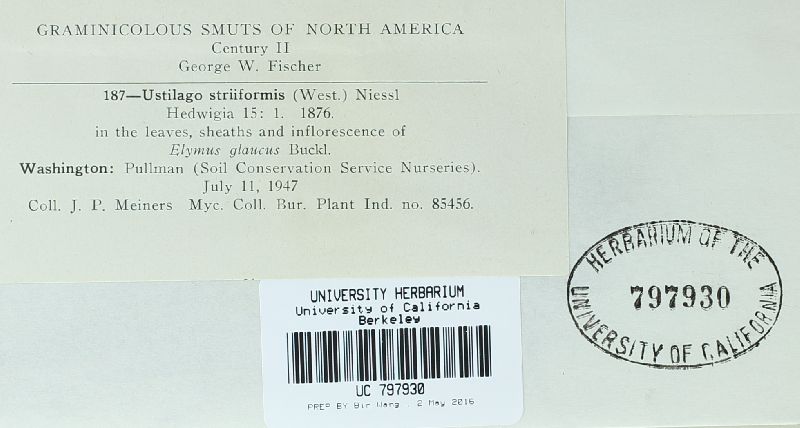 GRAMINICOLOUS SMUTS OF NORTH AMERICA
Century II
George W. Fischer
187—Ustilago striiformis (West.) Niessl
Hedwigia 15: 1. 1876.
in the leaves, sheaths and inflorescence of
Elymus glaucus Buckl.
Washington: Pullman (Soil Conservation Service Nurseries).
July 11, 1947
Coll. J. P. Meiners Myc. Coll. Bur. Plant Ind. no. 85456.
HERBARIUM OF THE
797930
UNIVERSITY OF CALIFORNIA
UNIVERSITY HERBARIUM
University of California
Berkeley
UC 797930
PREP BY Wang 2 May 2016